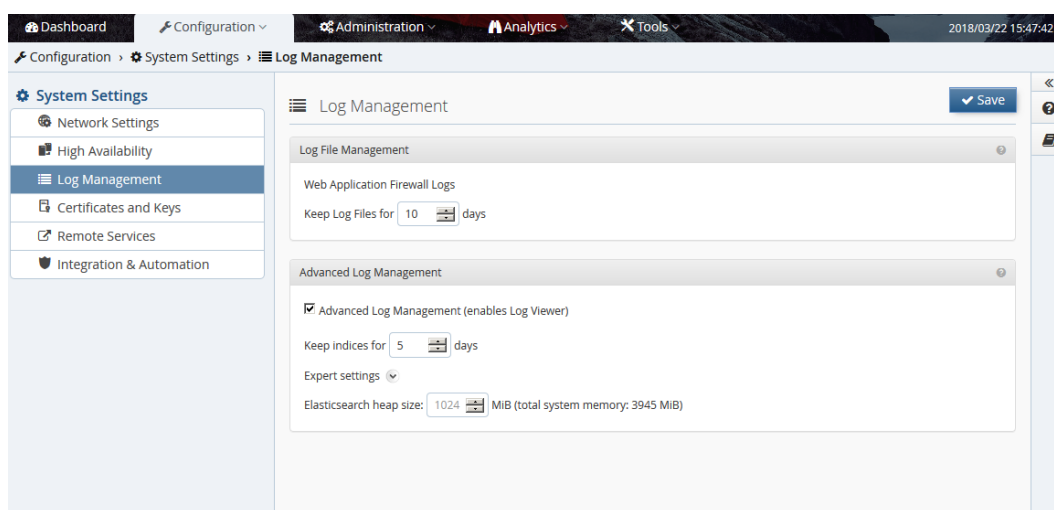 Dashboard Configuration Administration Analytics Tools 2018/03/22 15:47:42
Configuration › System Settings › Log Management
System Settings
Network Settings
High Availability
Log Management
Certificates and Keys
Remote Services
Integration & Automation
Log Management
Save
Log File Management
Web Application Firewall Logs
Keep Log Files for 10 days
Advanced Log Management
Advanced Log Management (enables Log Viewer)
Keep indices for 5 days
Expert settings
Elasticsearch heap size: 1024 MiB (total system memory: 3945 MiB)